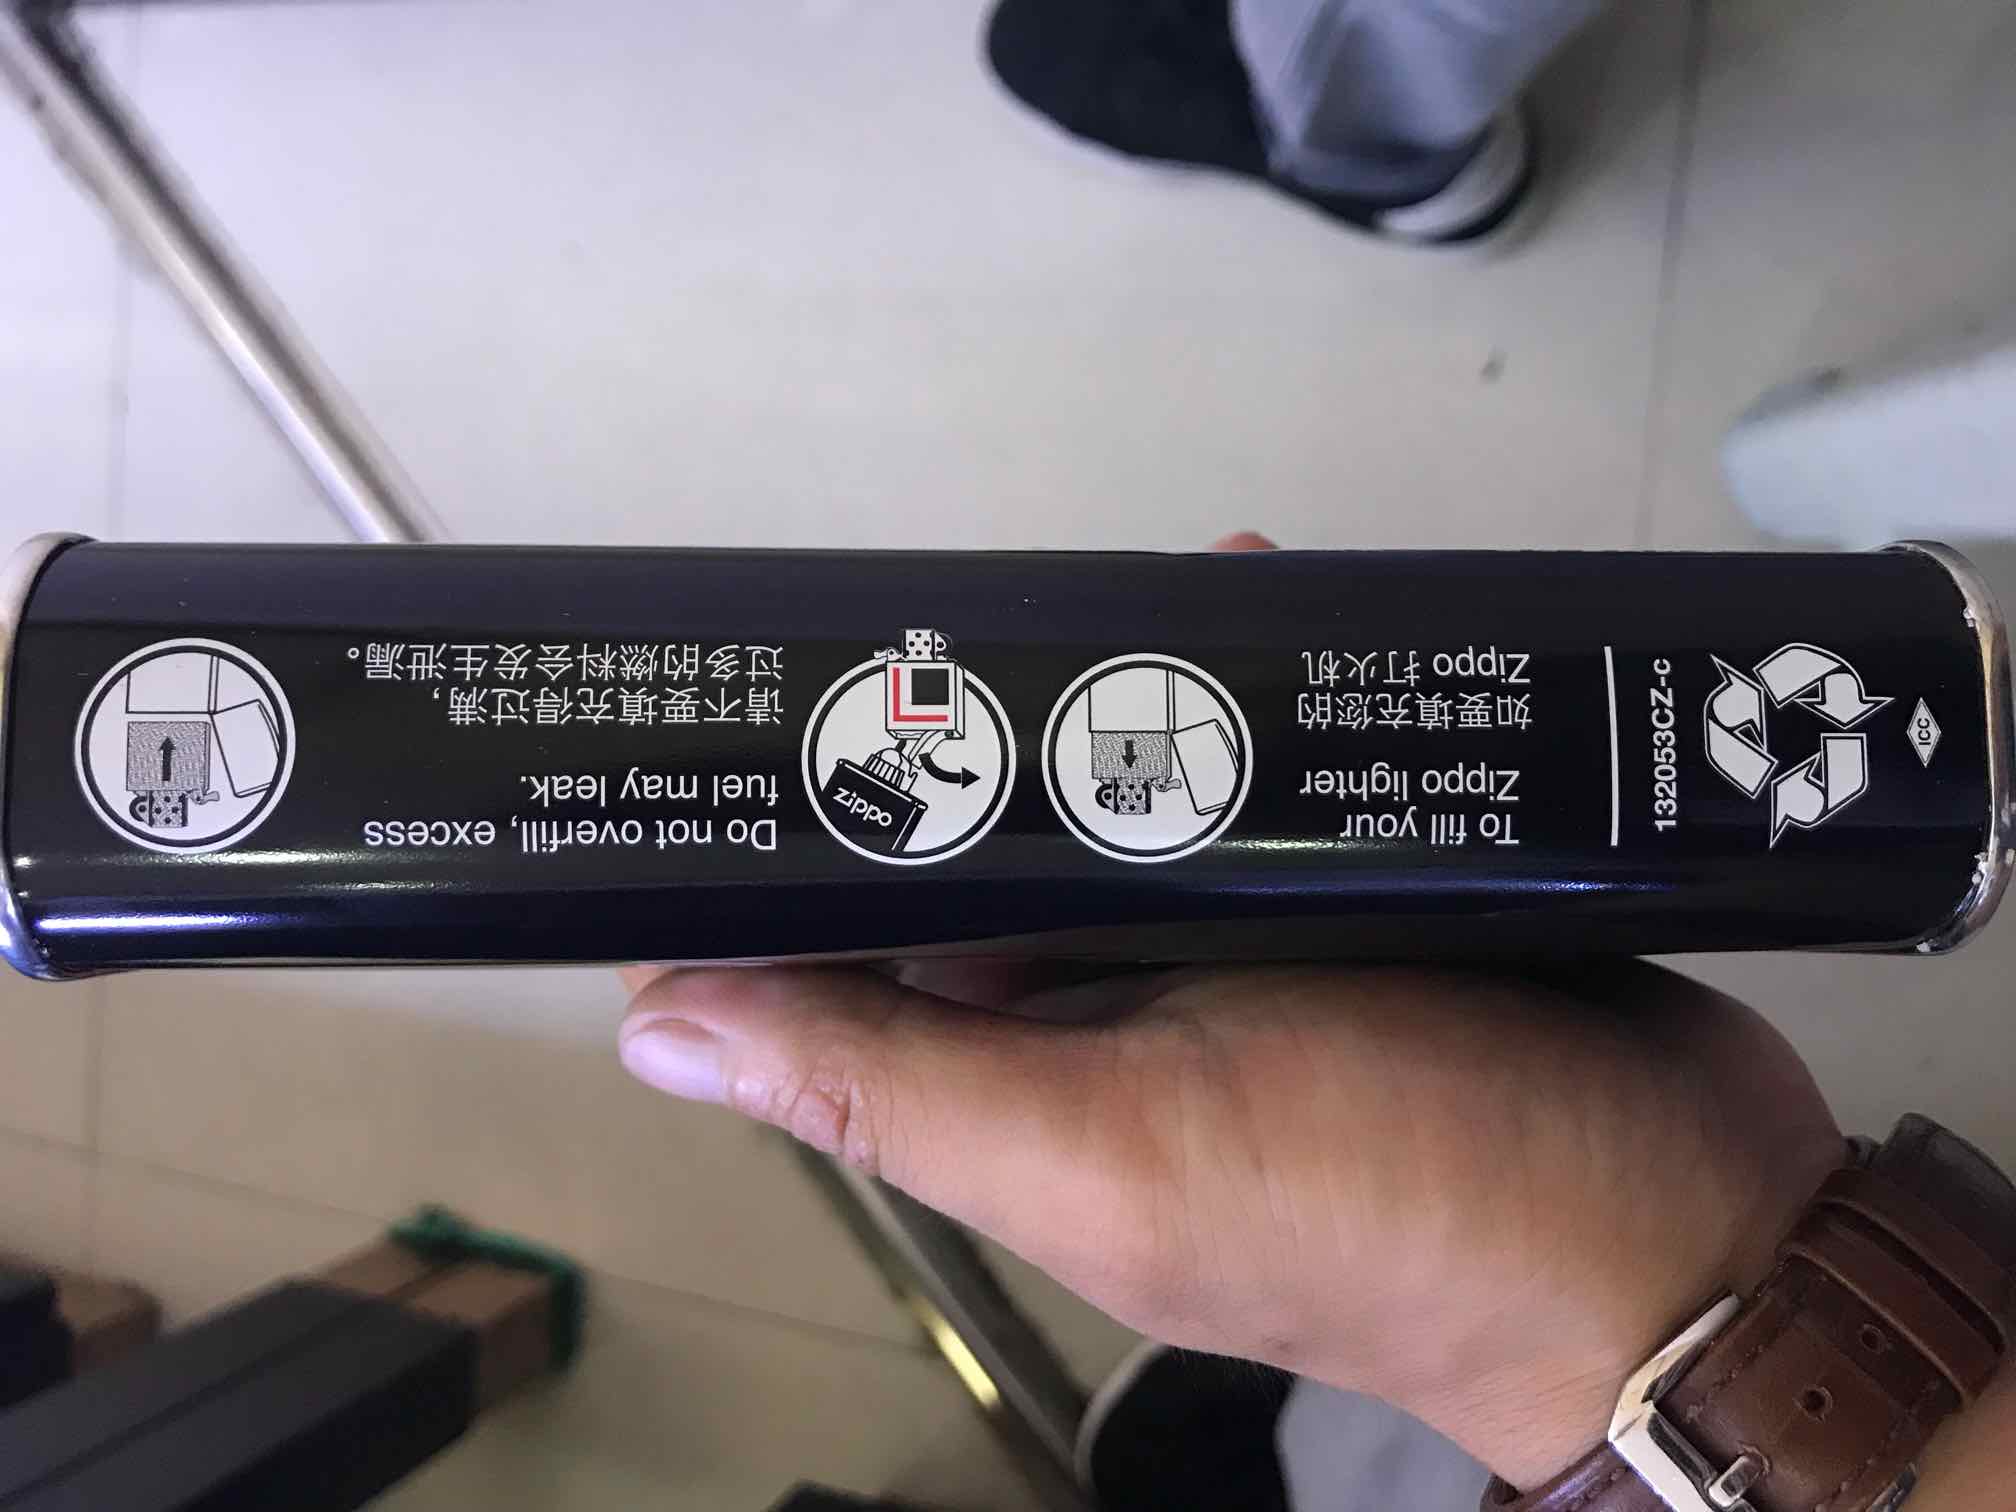 ICC
132053CZ-c
To fill your
Zippo lighter
如要填充您的
Zippo 打火机
zippo
Do not overfill, excess
fuel may leak.
请不要填充得过满，
过多的燃料会发生泄漏。